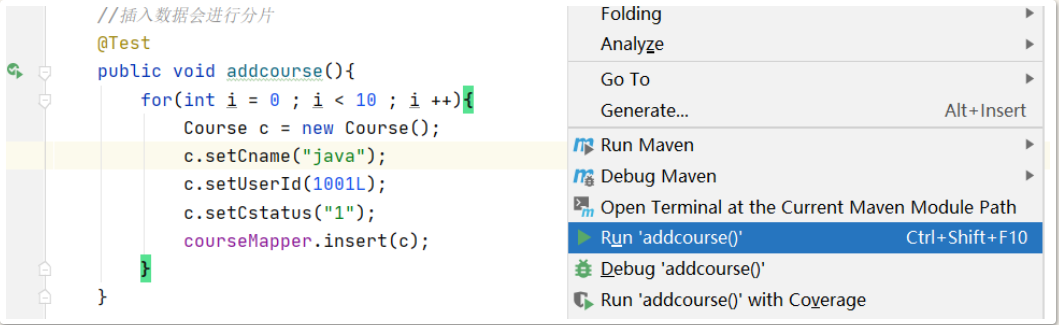 //插入数据会进行分片
@Test
public void addcourse(){
for(int i = 0 ; i < 10 ; i ++){
Course c = new Course();
c.setCname("java");
c.setUserId(1001L);
c.setCstatus("1");
courseMapper.insert(c);
}
}
Folding
Analyze
Go To
Generate... Alt+Insert
Run Maven
Debug Maven
Open Terminal at the Current Maven Module Path
Run 'addcourse()' Ctrl+Shift+F10
Debug 'addcourse()'
Run 'addcourse()' with Coverage